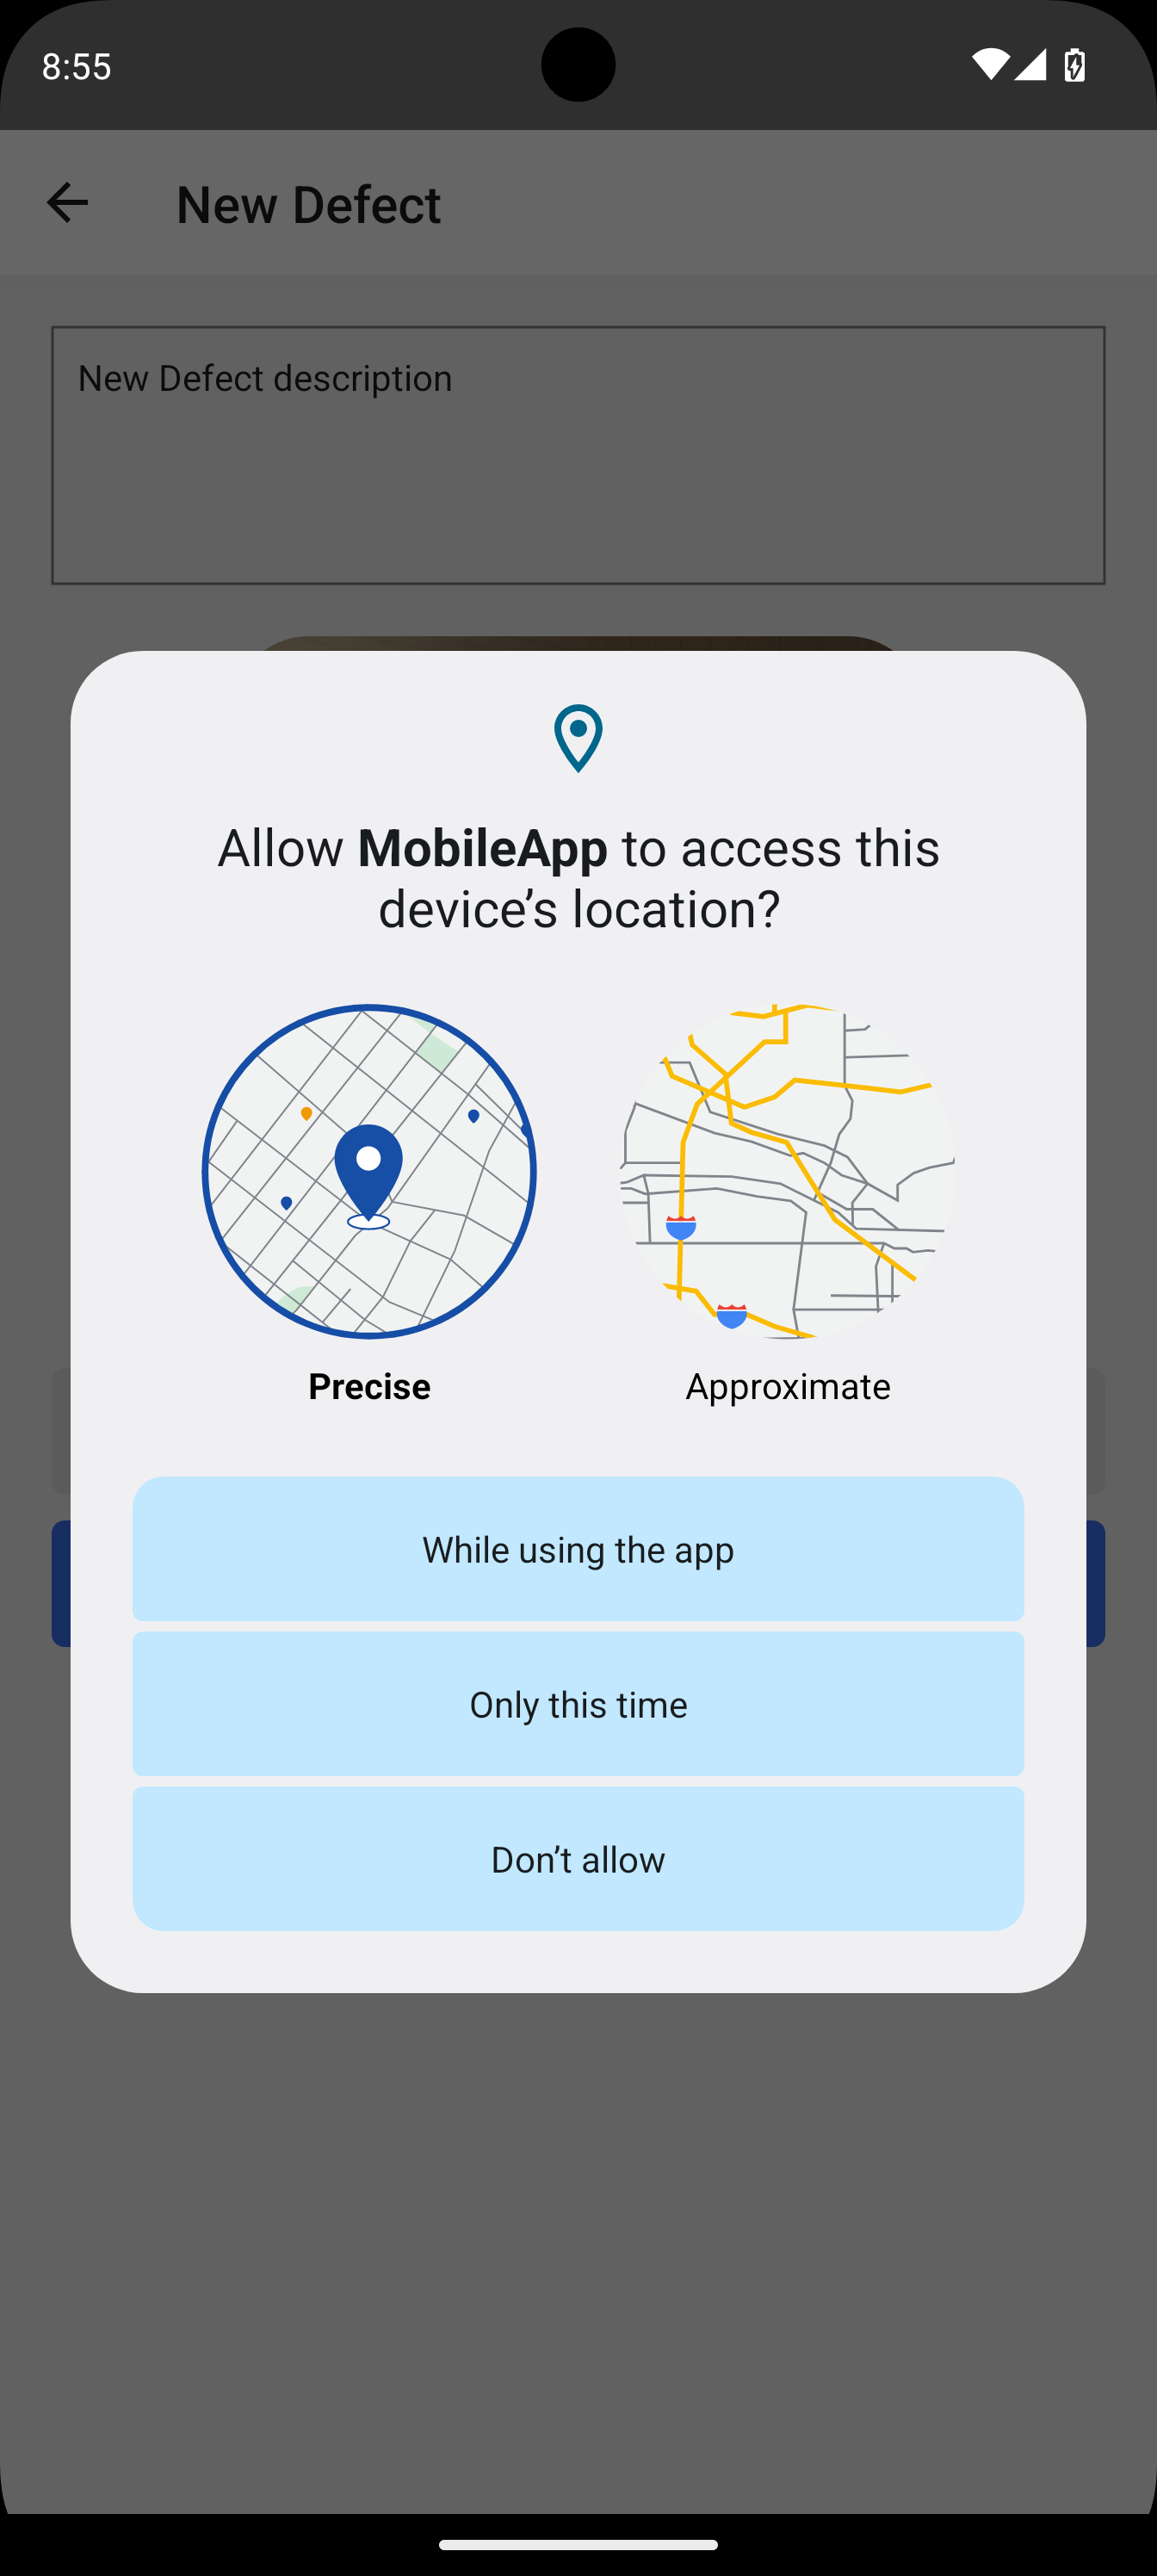 8:55
New Defect
New Defect description
Allow MobileApp to access this
device’s location?
Precise
Approximate
While using the app
Only this time
Don’t allow